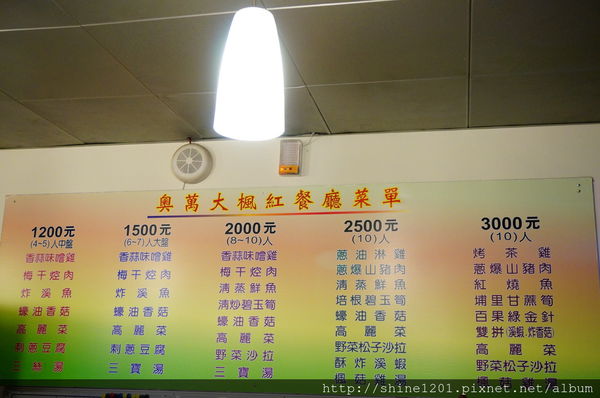 奧萬大楓紅餐廳菜單
1200元
(4~5)人中盤
香蒜味噌雞
梅干焢肉
炸溪魚
蠔油香菇
高麗菜
刺蔥豆腐
三絲湯
1500元
(6~7)人大盤
香蒜味噌雞
梅干焢肉
炸溪魚
蠔油香菇
高麗菜
刺蔥豆腐
三寶湯
2000元
(8~10)人
香蒜味噌雞
梅干焢肉
清蒸鮮魚
清炒碧玉筍
蠔油香菇
高麗菜
野菜沙拉
三寶湯
2500元
(10)人
蔥油淋雞
蔥爆山豬肉
清蒸鮮魚
培根碧玉筍
蠔油香菇
高麗菜
野菜松子沙拉
酥炸溪蝦
楓菇雞湯
3000元
(10)人
烤茶雞
蔥爆山豬肉
紅燒魚
埔里甘蔗筍
百果綠金針
雙拼(溪蝦.炸香菇)
高麗菜
野菜松子沙拉
楓菇雞湯
http://shine1201.pixnet.net/album